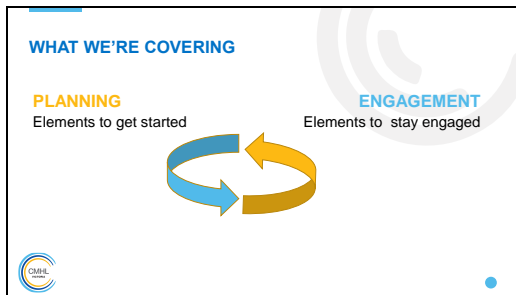 WHAT WE'RE COVERING
PLANNING
Elements to get started
ENGAGEMENT
Elements to  stay engaged
CMHL